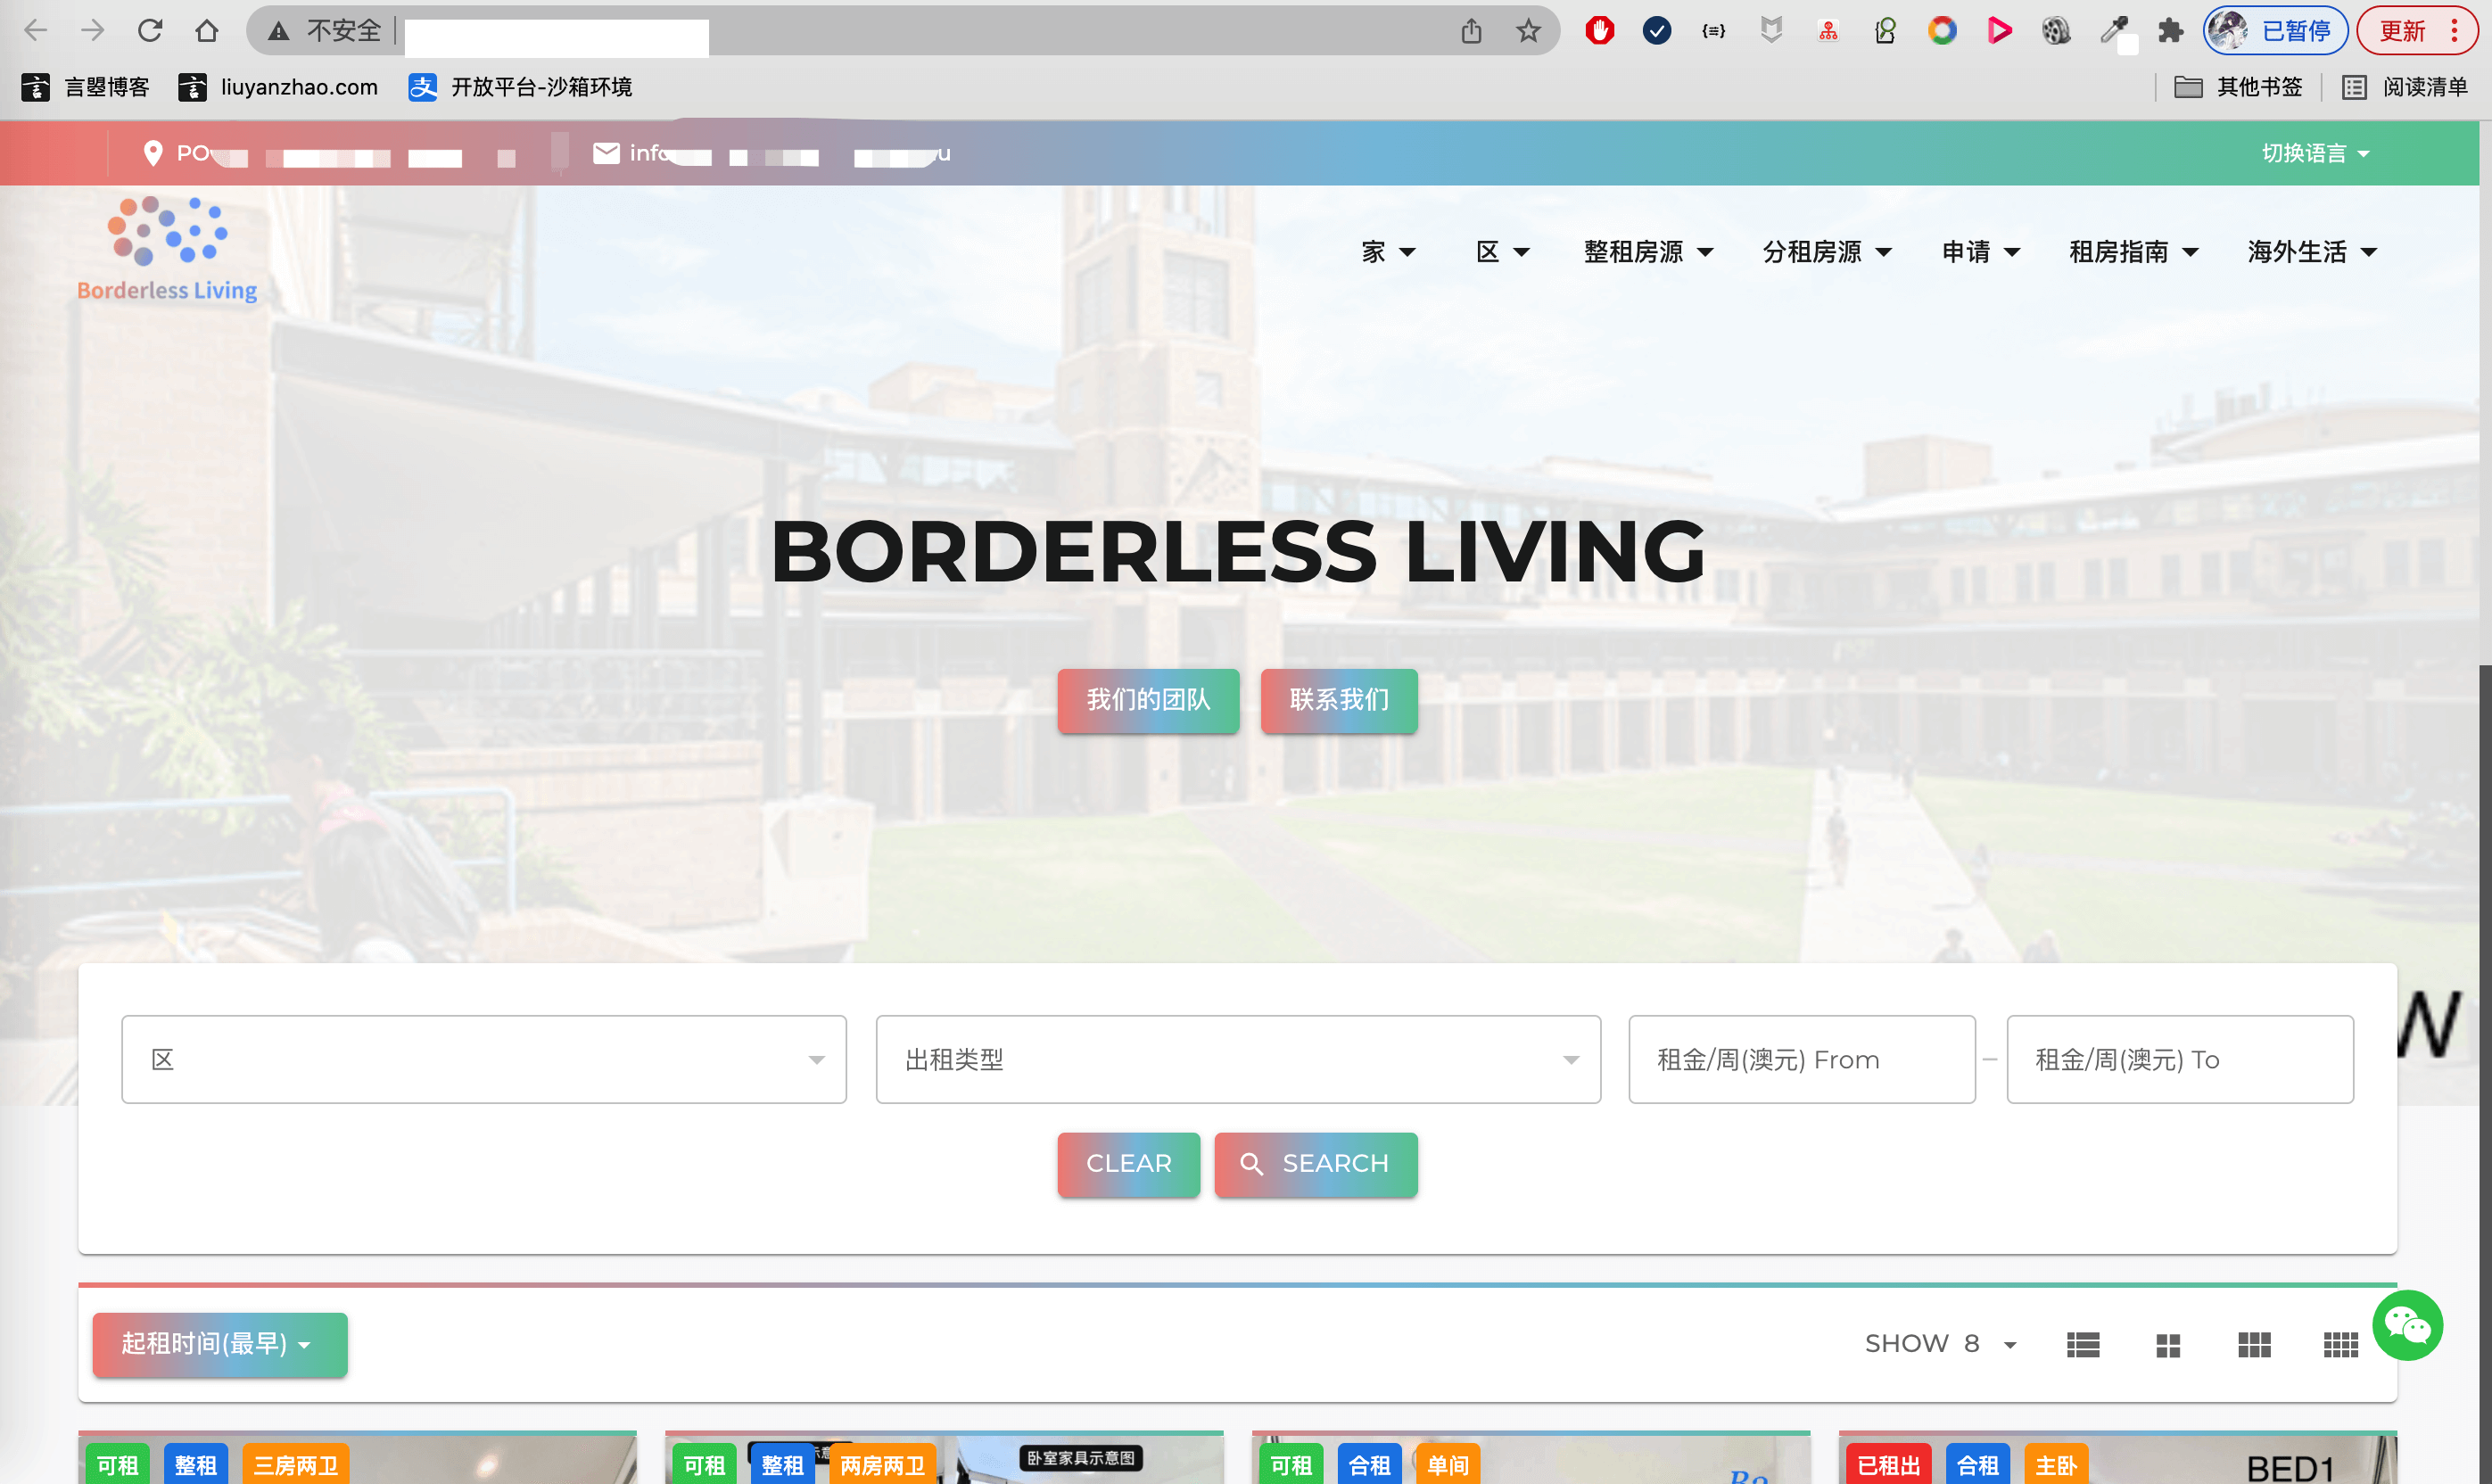 不安全
已暂停
更新
言曌博客
liuyanzhao.com
开放平台-沙箱环境
其他书签
阅读清单
PO
切换语言
Borderless Living
家
区
整租房源
分租房源
申请
租房指南
海外生活
BORDERLESS LIVING
我们的团队
联系我们
区
出租类型
租金/周(澳元) From
–
租金/周(澳元) To
CLEAR
SEARCH
起租时间(最早)
SHOW 8
可租
整租
三房两卫
可租
整租
两房两卫
卧室家具示意图
可租
合租
单间
已租出
合租
主卧
BED1